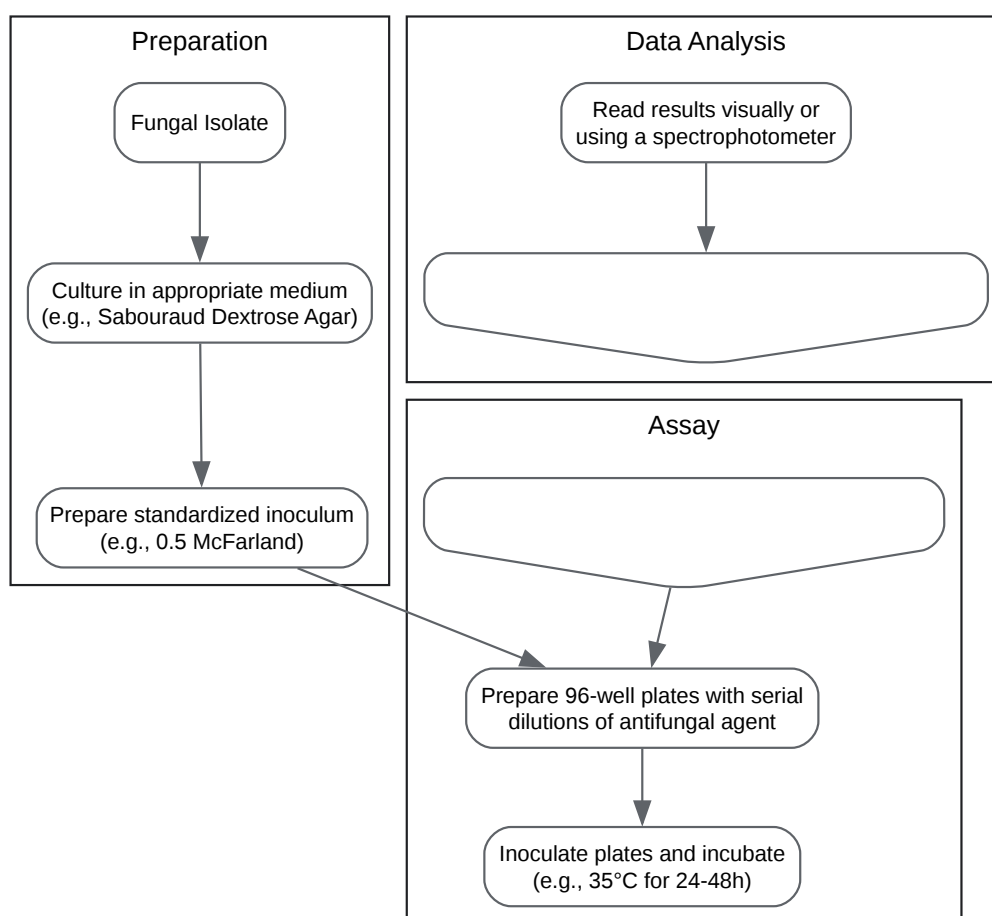 Preparation
Fungal Isolate
Culture in appropriate medium
(e.g., Sabouraud Dextrose Agar)
Prepare standardized inoculum
(e.g., 0.5 McFarland)
Data Analysis
Read results visually or
using a spectrophotometer
Assay
Prepare 96-well plates with serial
dilutions of antifungal agent
Inoculate plates and incubate
(e.g., 35°C for 24-48h)